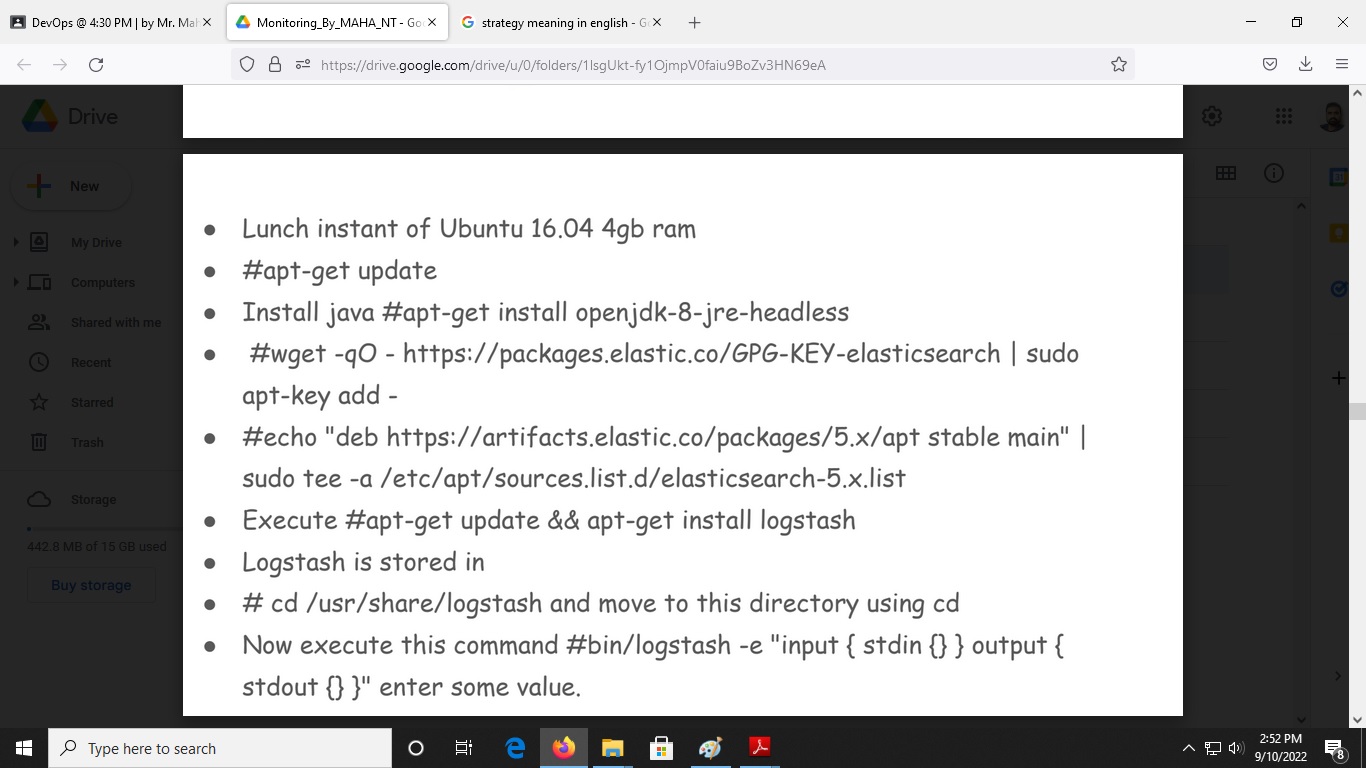 DevOps @ 4:30 PM | by Mr. Mah
Monitoring_By_MAHA_NT - Go
strategy meaning in english - G
https://drive.google.com/drive/u/0/folders/1lsgUkt-fy1OjmpV0faiu9BoZv3HN69eA
Drive
New
My Drive
Computers
Shared with me
Recent
Starred
Trash
Storage
442.8 MB of 15 GB used
Buy storage
● Lunch instant of Ubuntu 16.04 4gb ram
● #apt-get update
● Install java #apt-get install openjdk-8-jre-headless
● #wget -qO - https://packages.elastic.co/GPG-KEY-elasticsearch | sudo
apt-key add -
● #echo "deb https://artifacts.elastic.co/packages/5.x/apt stable main" |
sudo tee -a /etc/apt/sources.list.d/elasticsearch-5.x.list
● Execute #apt-get update && apt-get install logstash
● Logstash is stored in
● # cd /usr/share/logstash and move to this directory using cd
● Now execute this command #bin/logstash -e "input { stdin {} } output {
stdout {} }" enter some value.
Type here to search
2:52 PM
9/10/2022
8